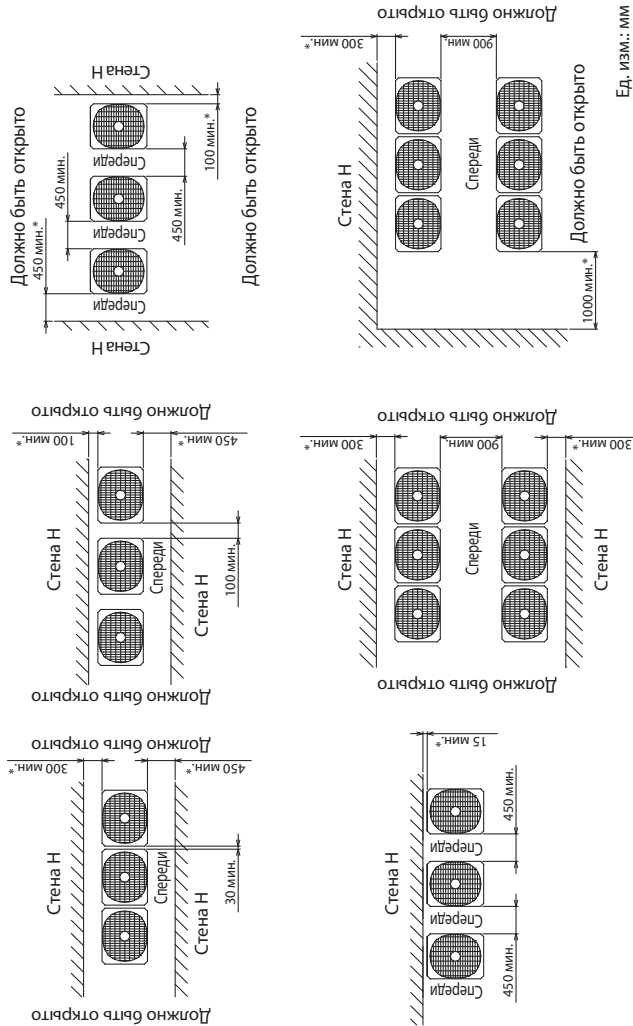 Стена Н
Должно быть открыто
Должно быть открыто
300 мин.*
450 мин.*
Спереди
30 мин.
Стена Н
Стена Н
Должно быть открыто
Должно быть открыто
100 мин.*
450 мин.*
Спереди
100 мин.
Стена Н
Должно быть открыто
450 мин.*
450 мин.
Стена Н
Стена Н
Спереди
Спереди
Спереди
450 мин.
100 мин.*
Должно быть открыто
Стена Н
15 мин.*
Спереди
Спереди
Спереди
450 мин.
450 мин.
Стена Н
Должно быть открыто
Должно быть открыто
300 мин.*
900 мин.
300 мин.*
Спереди
Стена Н
Стена Н
Должно быть открыто
300 мин.*
900 мин.
Спереди
Должно быть открыто
1000 мин.*
Ед. изм.: мм